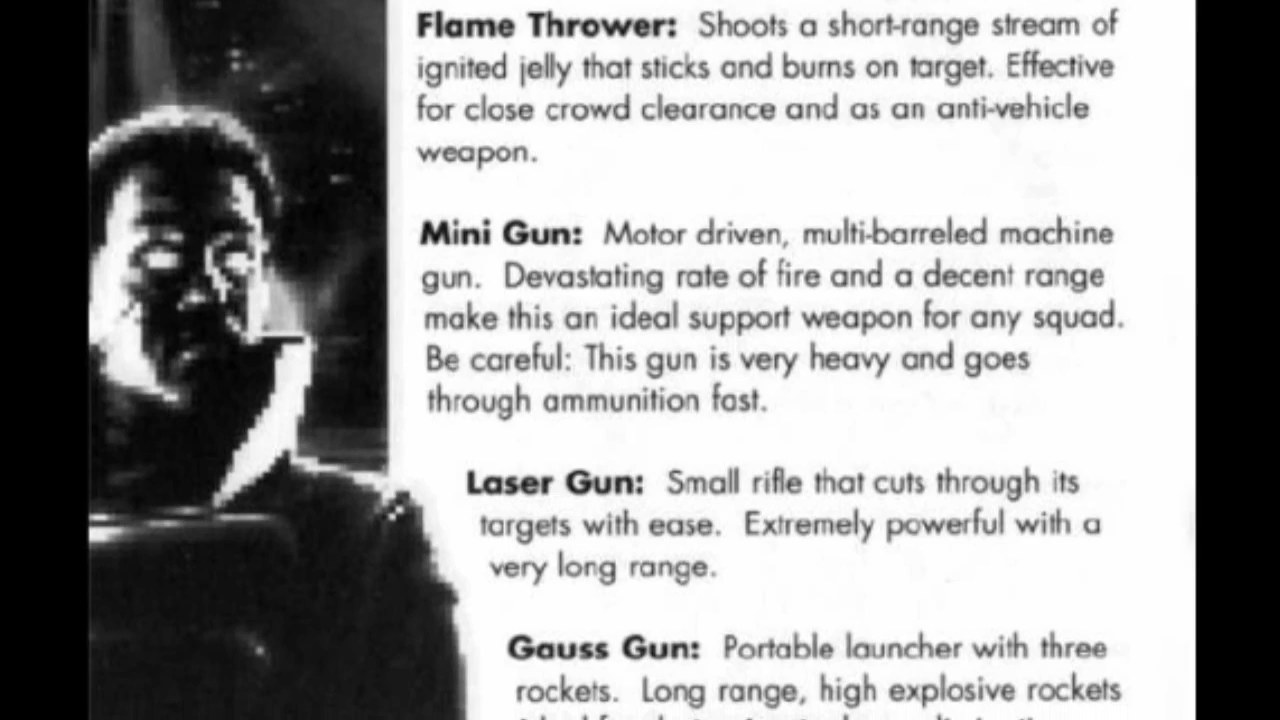 Flame Thrower: Shoots a short-range stream of
ignited jelly that sticks and burns on target. Effective
for close crowd clearance and as an anti-vehicle
weapon.
Mini Gun: Motor driven, multi-barreled machine
gun. Devastating rate of fire and a decent range
make this an ideal support weapon for any squad.
Be careful: This gun is very heavy and goes
through ammunition fast.
Laser Gun: Small rifle that cuts through its
targets with ease. Extremely powerful with a
very long range.
Gauss Gun: Portable launcher with three
rockets. Long range, high explosive rockets